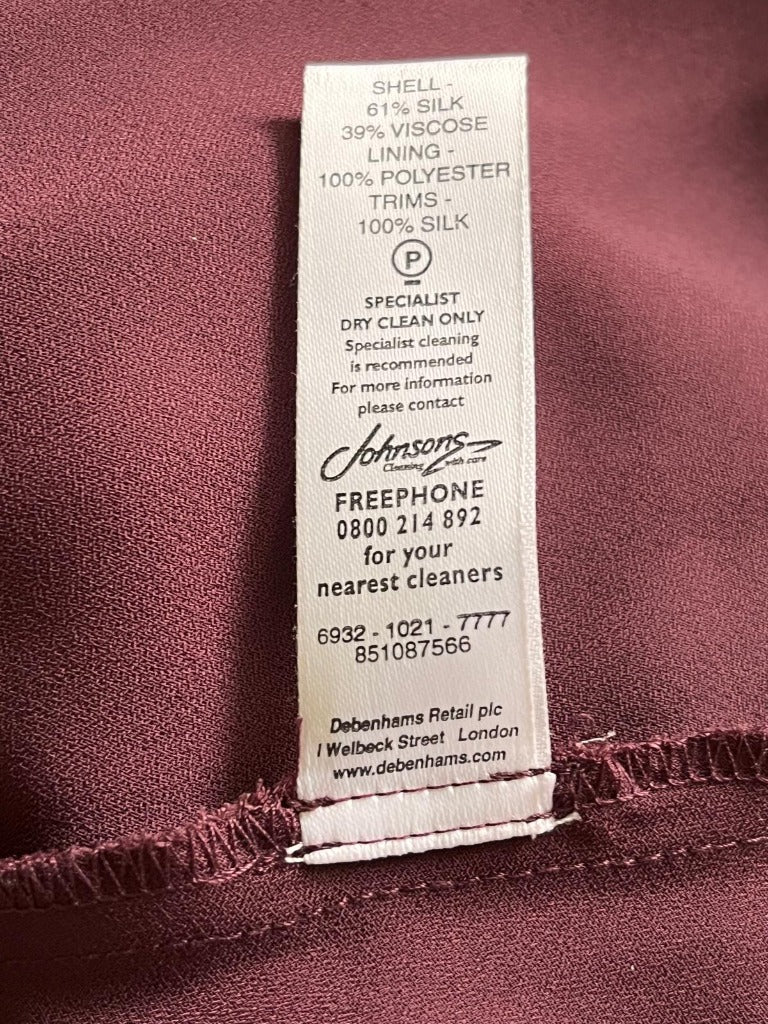 SHELL -
61% SILK
39% VISCOSE
LINING -
100% POLYESTER
TRIMS -
100% SILK
P
SPECIALIST
DRY CLEAN ONLY
Specialist cleaning
is recommended
For more information
please contact
Johnsons
Cleaning with care
FREEPHONE
0800 214 892
for your
nearest cleaners
6932 - 1021 - 7777
851087566
Debenhams Retail plc
1 Welbeck Street London
www.debenhams.com